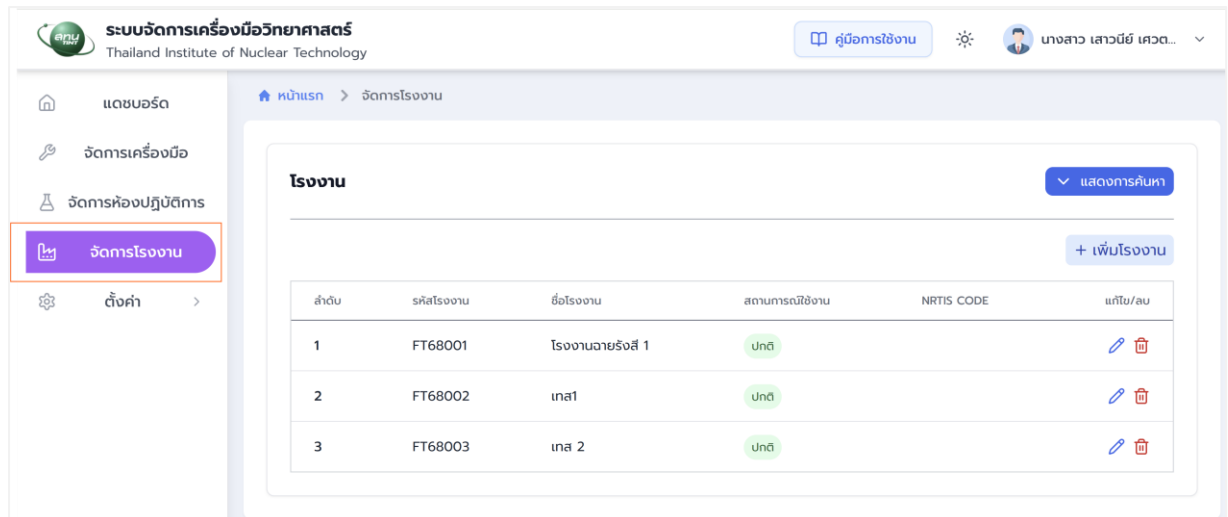 สทน
TINT
ระบบจัดการเครื่องมือวิทยาศาสตร์
Thailand Institute of Nuclear Technology
คู่มือการใช้งาน
นางสาว เสาวนีย์ เศวต...
แดชบอร์ด
จัดการเครื่องมือ
จัดการห้องปฏิบัติการ
จัดการโรงงาน
ตั้งค่า
หน้าแรก > จัดการโรงงาน
โรงงาน
แสดงการค้นหา
+ เพิ่มโรงงาน
ลำดับ รหัสโรงงาน ชื่อโรงงาน สถานการณ์ใช้งาน NRTIS CODE แก้ไข/ลบ
1 FT68001 โรงงานฉายรังสี 1 ปกติ
2 FT68002 เทส1 ปกติ
3 FT68003 เทส 2 ปกติ